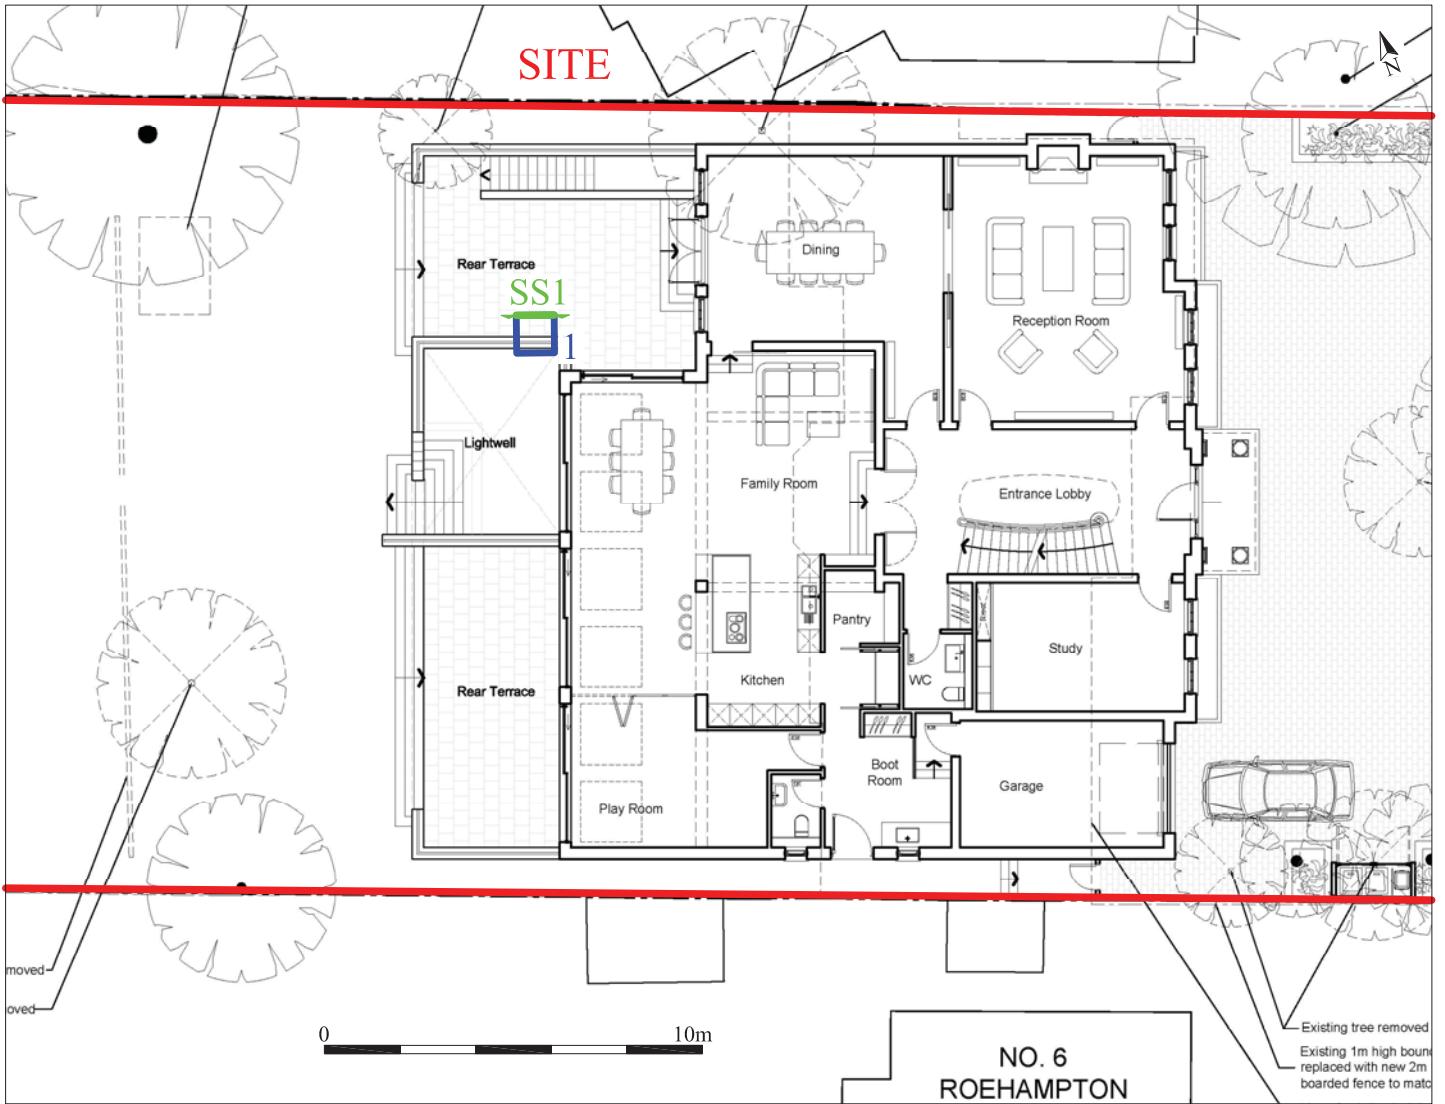 SITE
N
Dining
Rear Terrace
SS1
1
Reception Room
Lightwell
Family Room
Entrance Lobby
Pantry
Study
WC
Kitchen
Rear Terrace
Boot
Room
Garage
Play Room
moved
oved
0 10m
NO. 6
ROEHAMPTON
Existing tree removed
Existing 1m high boun
replaced with new 2m
boarded fence to matc